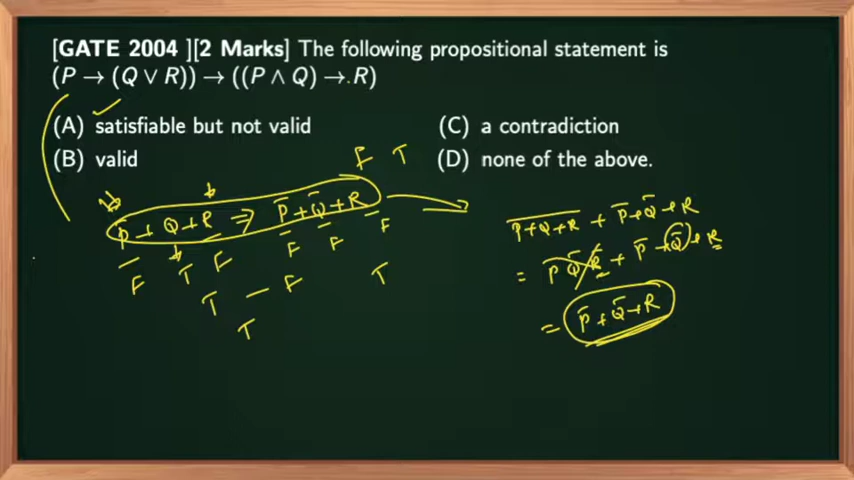 [GATE 2004 ][2 Marks] The following propositional statement is
(P → (Q ∨ R)) → ((P ∧ Q) → R)
(A) satisfiable but not valid
(C) a contradiction
(B) valid
(D) none of the above.
F T
P̅ + Q + R ⇒ P̅ + Q̅ + R
F T F F F F
T – F T
T
P̅+Q+R + P̅+Q̅+R
= P Q̅ R̅ + P̅ + Q̅ + R
= P̅ + Q̅ + R